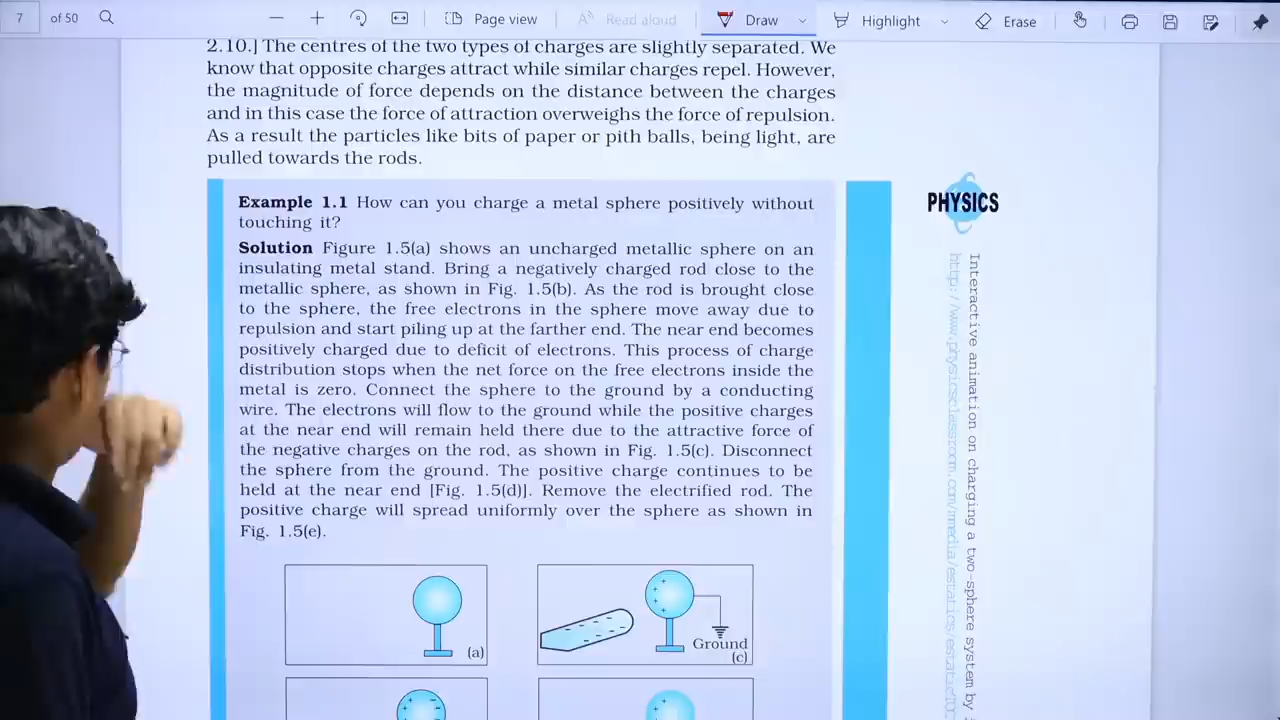 7 of 50 Page view Read aloud Draw Highlight Erase
2.10.] The centres of the two types of charges are slightly separated. We
know that opposite charges attract while similar charges repel. However,
the magnitude of force depends on the distance between the charges
and in this case the force of attraction overweighs the force of repulsion.
As a result the particles like bits of paper or pith balls, being light, are
pulled towards the rods.
Example 1.1 How can you charge a metal sphere positively without
touching it?
Solution Figure 1.5(a) shows an uncharged metallic sphere on an
insulating metal stand. Bring a negatively charged rod close to the
metallic sphere, as shown in Fig. 1.5(b). As the rod is brought close
to the sphere, the free electrons in the sphere move away due to
repulsion and start piling up at the farther end. The near end becomes
positively charged due to deficit of electrons. This process of charge
distribution stops when the net force on the free electrons inside the
metal is zero. Connect the sphere to the ground by a conducting
wire. The electrons will flow to the ground while the positive charges
at the near end will remain held there due to the attractive force of
the negative charges on the rod, as shown in Fig. 1.5(c). Disconnect
the sphere from the ground. The positive charge continues to be
held at the near end [Fig. 1.5(d)]. Remove the electrified rod. The
positive charge will spread uniformly over the sphere as shown in
Fig. 1.5(e).
(a)
Ground
(c)
PHYSICS
Interactive animation on charging a two-sphere system by
http://www.physicsclassroom.com/mmedia/estatics/